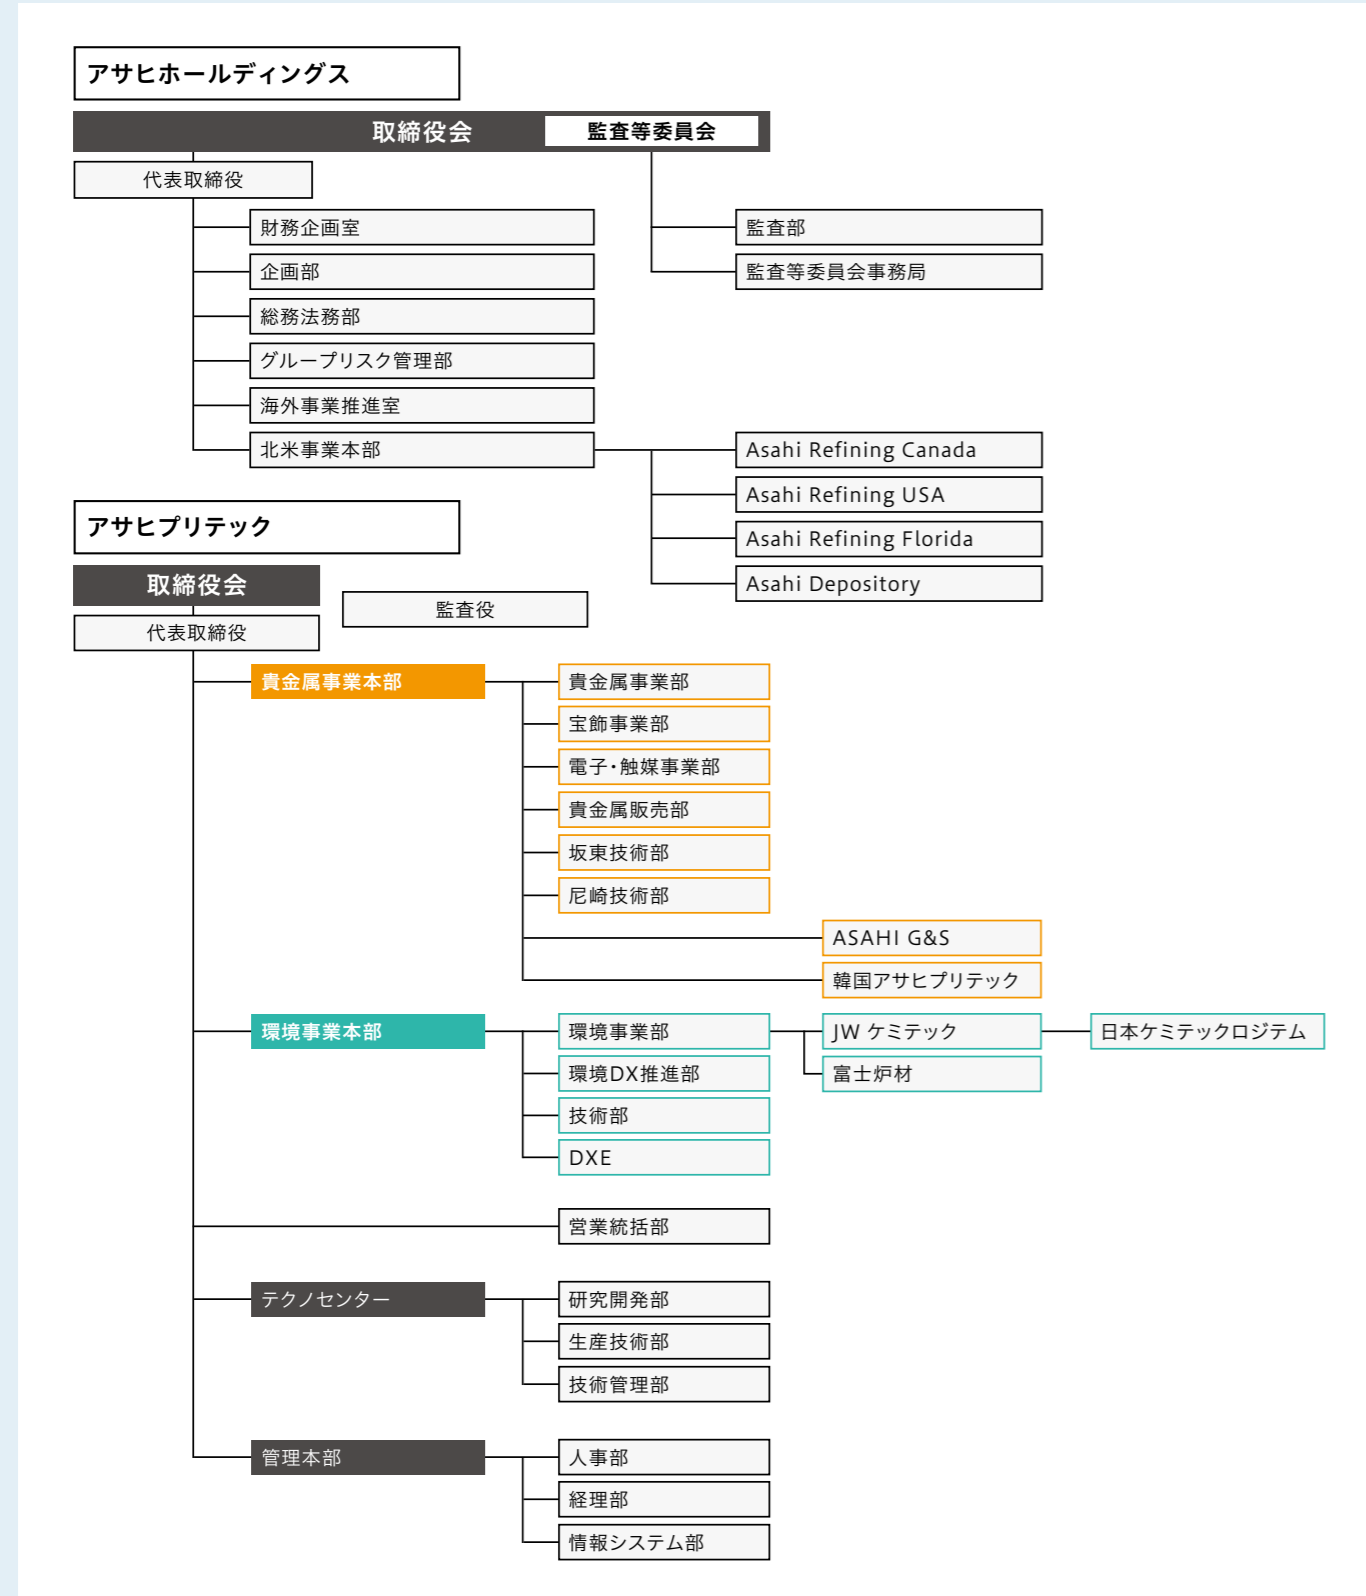 アサヒホールディングス
取締役会
監査等委員会
代表取締役
財務企画室
監査部
企画部
監査等委員会事務局
総務法務部
グループリスク管理部
海外事業推進室
北米事業本部
Asahi Refining Canada
Asahi Refining USA
Asahi Refining Florida
Asahi Depository
アサヒプリテック
取締役会
監査役
代表取締役
貴金属事業本部
貴金属事業部
宝飾事業部
電子・触媒事業部
貴金属販売部
坂東技術部
尼崎技術部
ASAHI G&S
韓国アサヒプリテック
環境事業本部
環境事業部
JW ケミテック
日本ケミテックロジテム
環境DX推進部
富士炉材
技術部
DXE
営業統括部
テクノセンター
研究開発部
生産技術部
技術管理部
管理本部
人事部
経理部
情報システム部